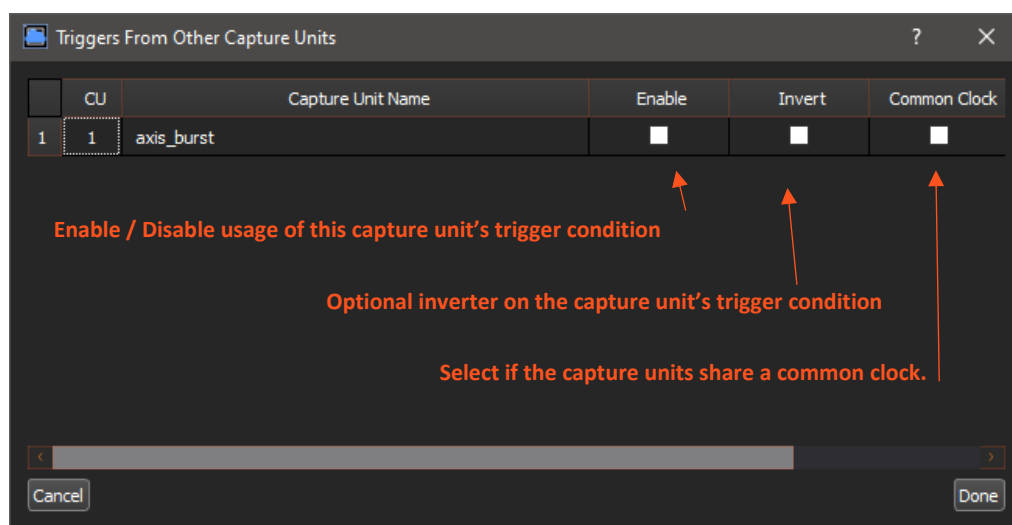 Triggers From Other Capture Units ? ×
CU Capture Unit Name Enable Invert Common Clock
1 1 axis_burst
Enable / Disable usage of this capture unit’s trigger condition
Optional inverter on the capture unit’s trigger condition
Select if the capture units share a common clock.
Cancel Done